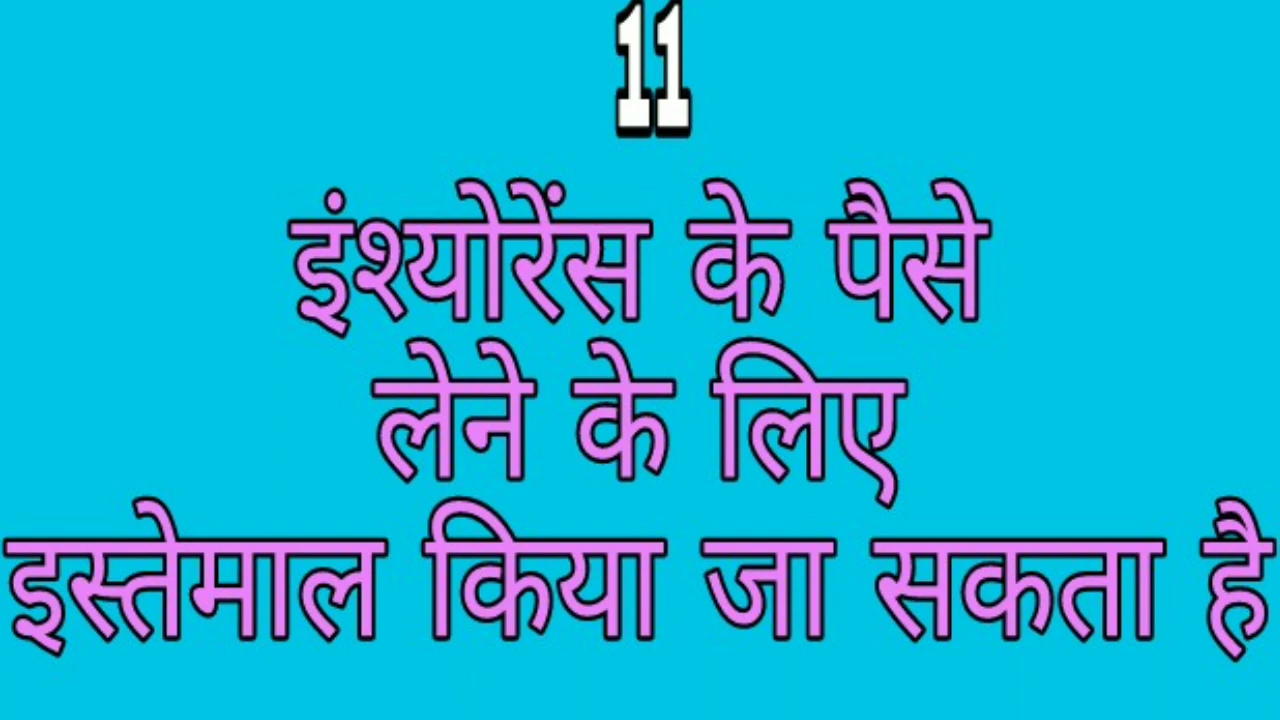 11
इंश्योरेंस के पैसे
लेने के लिए
इस्तेमाल किया जा सकता है